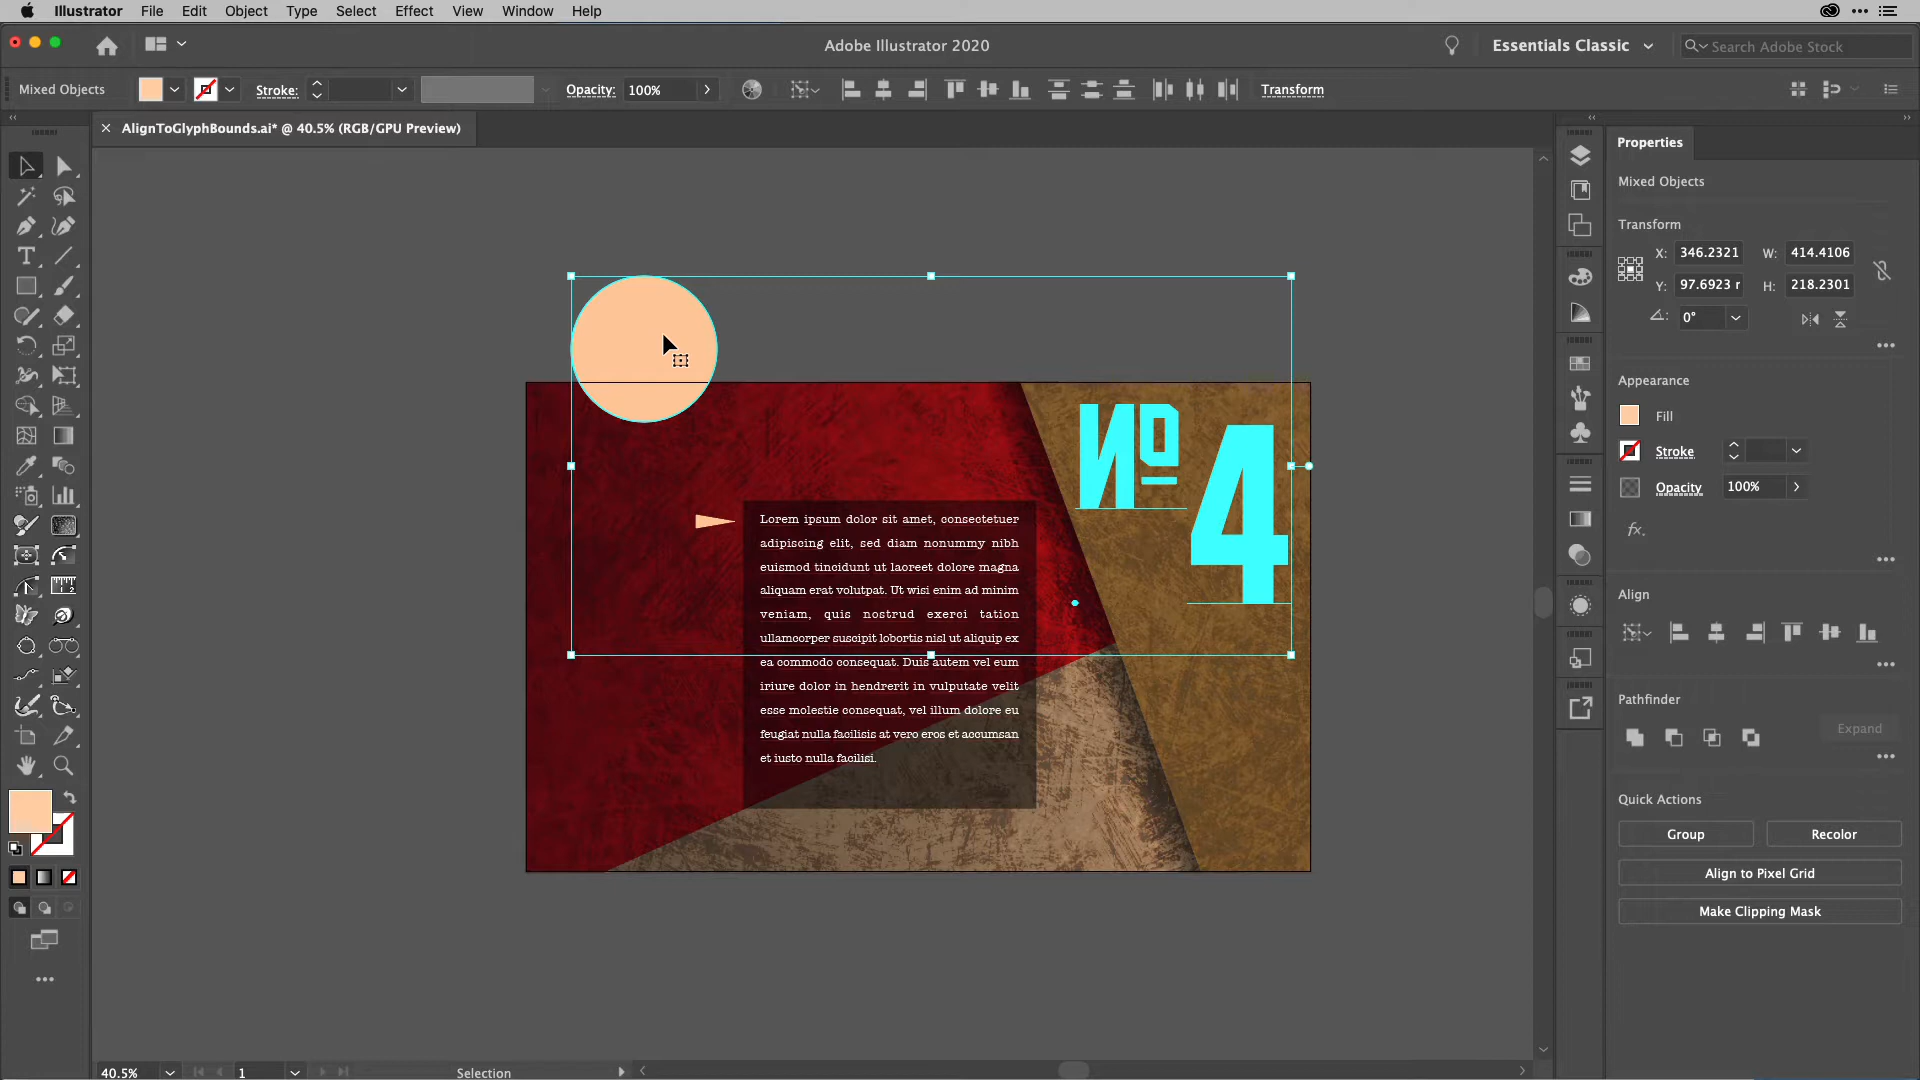 Illustrator File Edit Object Type Select Effect View Window Help
Adobe Illustrator 2020
Essentials Classic
Search Adobe Stock
Mixed Objects
Stroke:
Opacity: 100%
Transform
AlignToGlyphBounds.ai* @ 40.5% (RGB/GPU Preview)
Properties
Mixed Objects
Transform
X: 346.2321 W: 414.4106
Y: 97.6923 r H: 218.2301
0°
Appearance
Fill
Stroke
Opacity 100%
fx.
Align
Pathfinder
Expand
Quick Actions
Group Recolor
Align to Pixel Grid
Make Clipping Mask
И
º
4
Lorem ipsum dolor sit amet, consectetuer
adipiscing elit, sed diam nonummy nibh
euismod tincidunt ut laoreet dolore magna
aliquam erat volutpat. Ut wisi enim ad minim
veniam, quis nostrud exerci tation
ullamcorper suscipit lobortis nisl ut aliquip ex
ea commodo consequat. Duis autem vel eum
iriure dolor in hendrerit in vulputate velit
esse molestie consequat, vel illum dolore eu
feugiat nulla facilisis at vero eros et accumsan
et iusto nulla facilisi.
40.5%
1
Selection